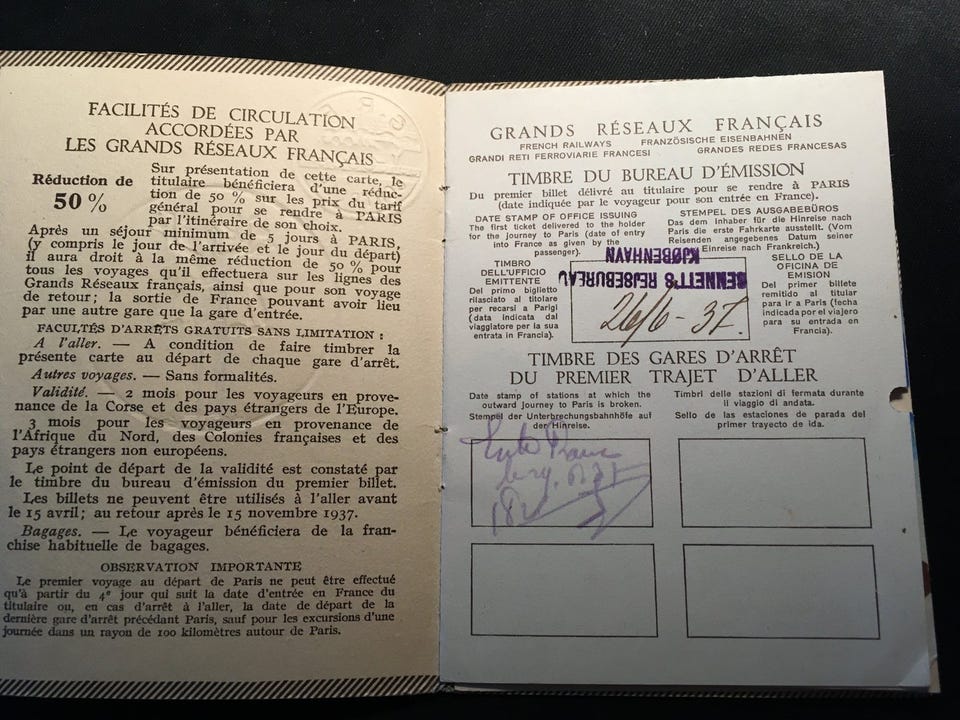 FACILITÉS DE CIRCULATION
ACCORDÉES PAR
LES GRANDS RÉSEAUX FRANÇAIS
Réduction de
50 %
Sur présentation de cette carte, le
titulaire bénéficiera d'une réduc-
tion de 50 % sur les prix du tarif
général pour se rendre à PARIS
par l'itinéraire de son choix.
Après un séjour minimum de 5 jours à PARIS,
(y compris le jour de l'arrivée et le jour du départ)
il aura droit à la même réduction de 50 % pour
tous les voyages qu'il effectuera sur les lignes des
Grands Réseaux français, ainsi que pour son voyage
de retour; la sortie de France pouvant avoir lieu
par une autre gare que la gare d'entrée.
FACULTÉS D'ARRÊTS GRATUITS SANS LIMITATION :
A l'aller. — A condition de faire timbrer la
présente carte au départ de chaque gare d'arrêt.
Autres voyages. — Sans formalités.
Validité. — 2 mois pour les voyageurs en prove-
nance de la Corse et des pays étrangers de l'Europe.
3 mois pour les voyageurs en provenance de
l'Afrique du Nord, des Colonies françaises et des
pays étrangers non européens.
Le point de départ de la validité est constaté par
le timbre du bureau d'émission du premier billet.
Les billets ne peuvent être utilisés à l'aller avant
le 15 avril; au retour après le 15 novembre 1937.
Bagages. — Le voyageur bénéficiera de la fran-
chise habituelle de bagages.
OBSERVATION IMPORTANTE
Le premier voyage au départ de Paris ne peut être effectué
qu'à partir du 4e jour qui suit la date d'entrée en France du
titulaire ou, en cas d'arrêt à l'aller, la date de départ de la
dernière gare d'arrêt précédant Paris, sauf pour les excursions d'une
journée dans un rayon de 100 kilomètres autour de Paris.
GRANDS RÉSEAUX FRANÇAIS
FRENCH RAILWAYS FRANZÖSISCHE EISENBAHNEN
GRANDI RETI FERROVIARIE FRANCESI GRANDES REDES FRANCESAS
TIMBRE DU BUREAU D'ÉMISSION
Du premier billet délivré au titulaire pour se rendre à PARIS
(date indiquée par le voyageur pour son entrée en France).
DATE STAMP OF OFFICE ISSUING
The first ticket delivered to the holder
for the journey to Paris (date of entry
into France as given by the
passenger).
STEMPEL DES AUSGABEBÜROS
Das dem Inhaber für die Hinreise nach
Paris die erste Fahrkarte ausstellt. (Vom
Reisenden angegebenes Datum seiner
Einreise nach Frankreich.)
TIMBRO
DELL'UFFICIO
EMITTENTE
Del primo biglietto
rilasciato al titolare
per recarsi a Parigi
(data indicata dal
viaggiatore per la sua
entrata in Francia).
BENNETT'S REJSEBUREAU
KJØBENHAVN
26/6-37.
SELLO DE LA
OFICINA DE
EMISION
Del primer billete
remitido al titular
para ir a Paris (fecha
indicada por el viajero
para su entrada en
Francia).
TIMBRE DES GARES D'ARRÊT
DU PREMIER TRAJET D'ALLER
Date stamp of stations at which the
outward journey to Paris is broken.
Stempel der Unterbrechungsbahnhöfe auf
der Hinreise.
Timbri delle stazioni di fermata durante
il viaggio di andata.
Sello de las estaciones de parada del
primer trayecto de ida.